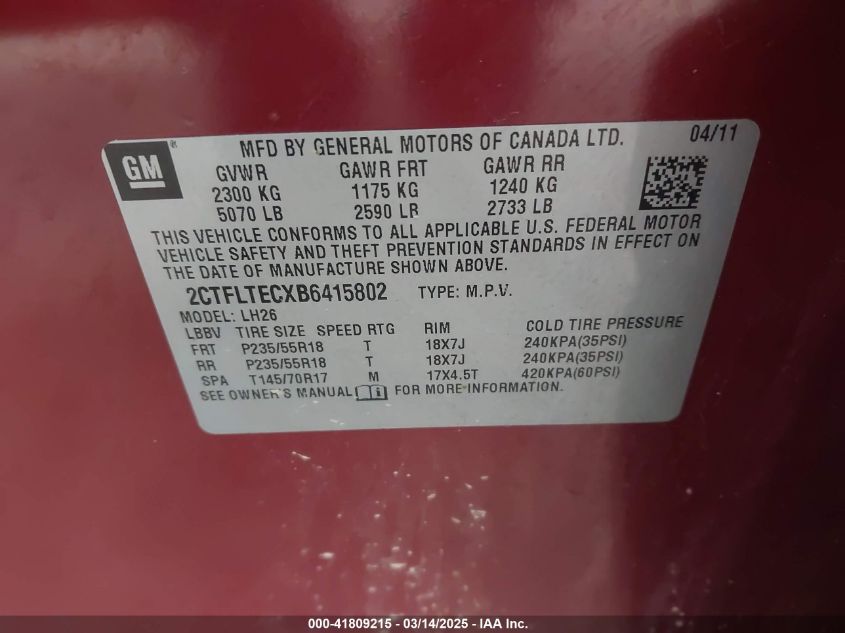 GM ®
MFD BY GENERAL MOTORS OF CANADA LTD. 04/11
GVWR GAWR FRT GAWR RR
2300 KG 1175 KG 1240 KG
5070 LB 2590 LB 2733 LB
THIS VEHICLE CONFORMS TO ALL APPLICABLE U.S. FEDERAL MOTOR
VEHICLE SAFETY AND THEFT PREVENTION STANDARDS IN EFFECT ON
THE DATE OF MANUFACTURE SHOWN ABOVE.
2CTFLTECXB6415802 TYPE: M.P.V.
MODEL: LH26
LBBV TIRE SIZE SPEED RTG RIM COLD TIRE PRESSURE
FRT P235/55R18 T 18X7J 240KPA(35PSI)
RR P235/55R18 T 18X7J 240KPA(35PSI)
SPA T145/70R17 M 17X4.5T 420KPA(60PSI)
SEE OWNER'S MANUAL FOR MORE INFORMATION.
000-41809215 - 03/14/2025 - IAA Inc.